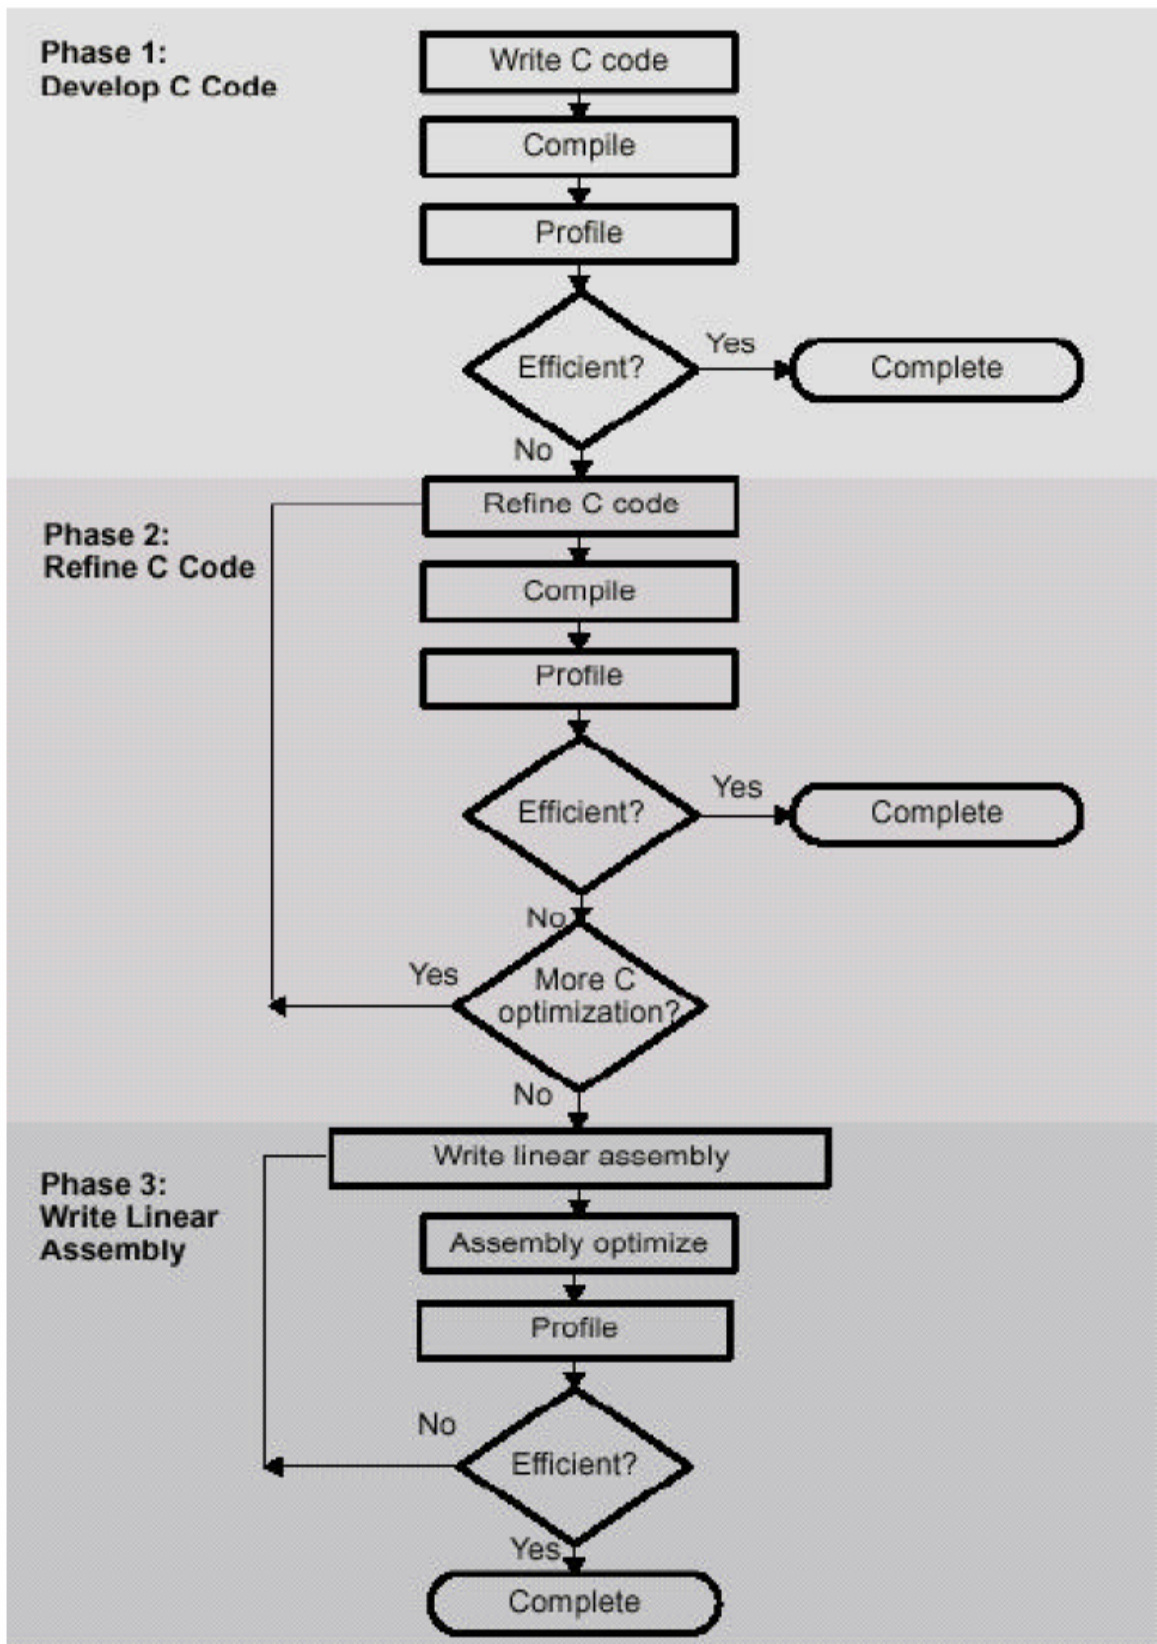 Phase 1:
Develop C Code
Write C code
Compile
Profile
Efficient?
Yes
Complete
No
Phase 2:
Refine C Code
Refine C code
Compile
Profile
Efficient?
Yes
Complete
No
More C
optimization?
Yes
No
Phase 3:
Write Linear
Assembly
Write linear assembly
Assembly optimize
Profile
Efficient?
No
Yes
Complete